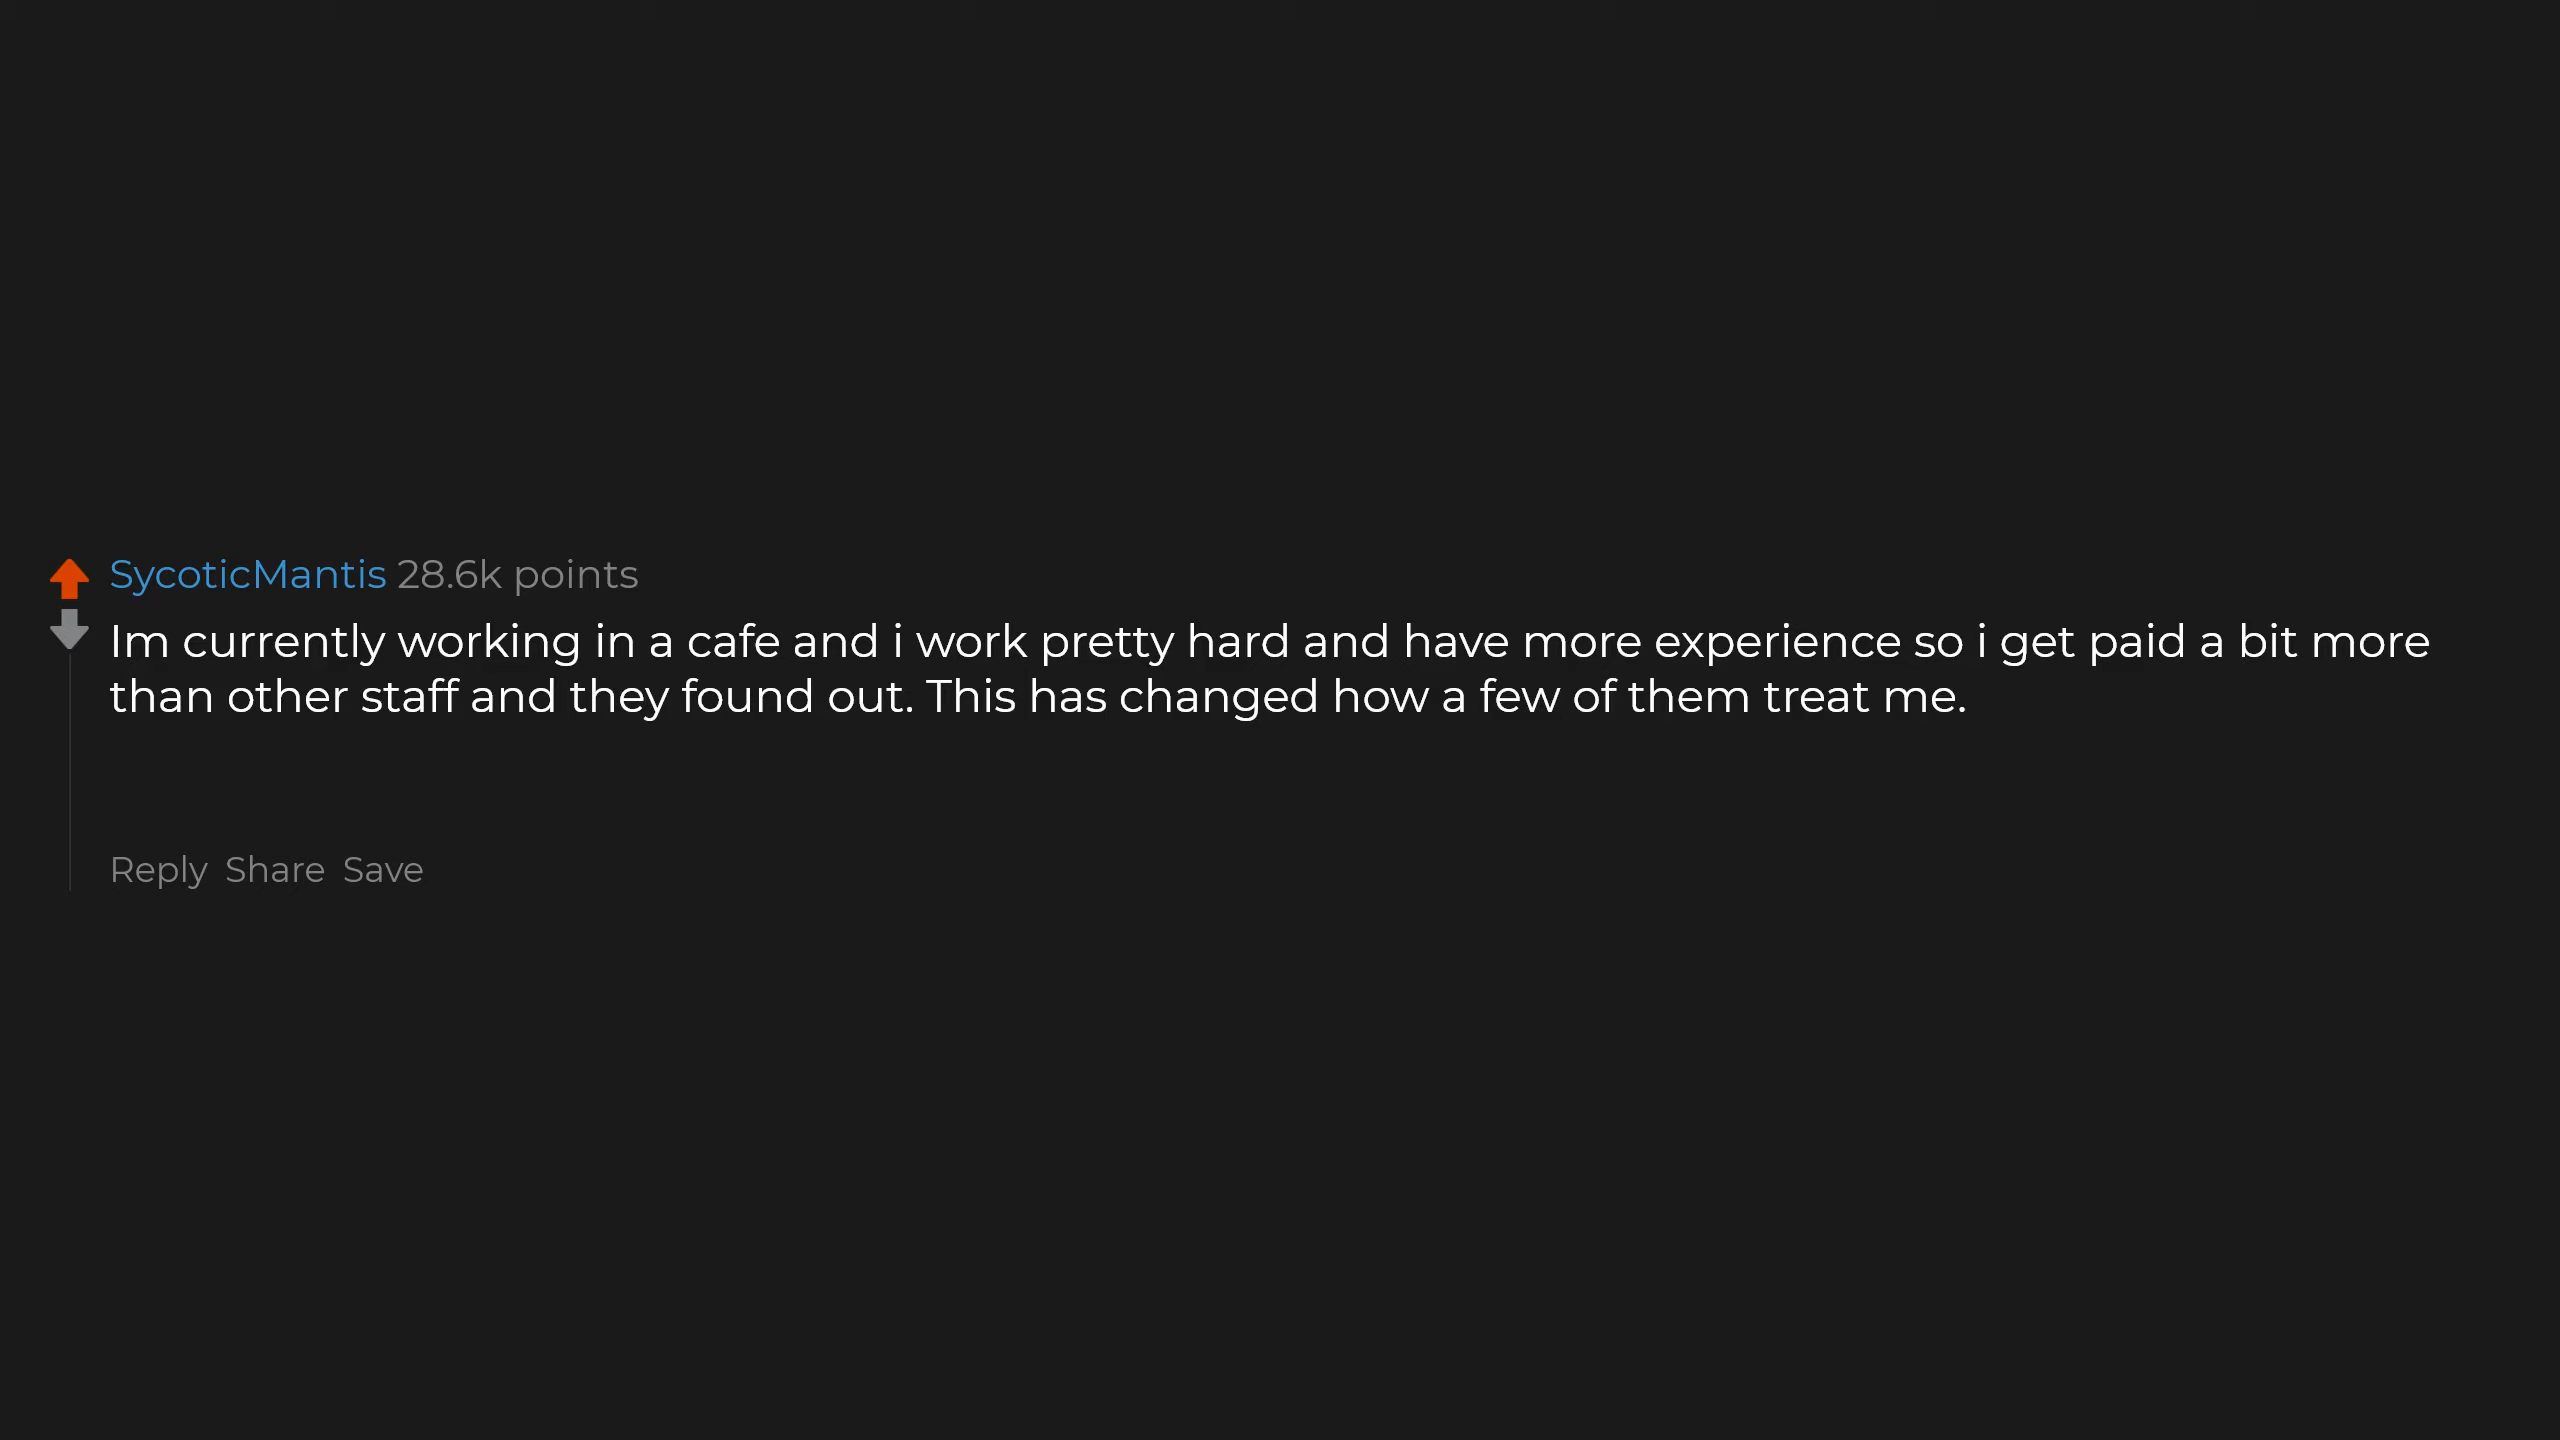 SycoticMantis 28.6k points
Im currently working in a cafe and i work pretty hard and have more experience so i get paid a bit more
than other staff and they found out. This has changed how a few of them treat me.
Reply Share Save